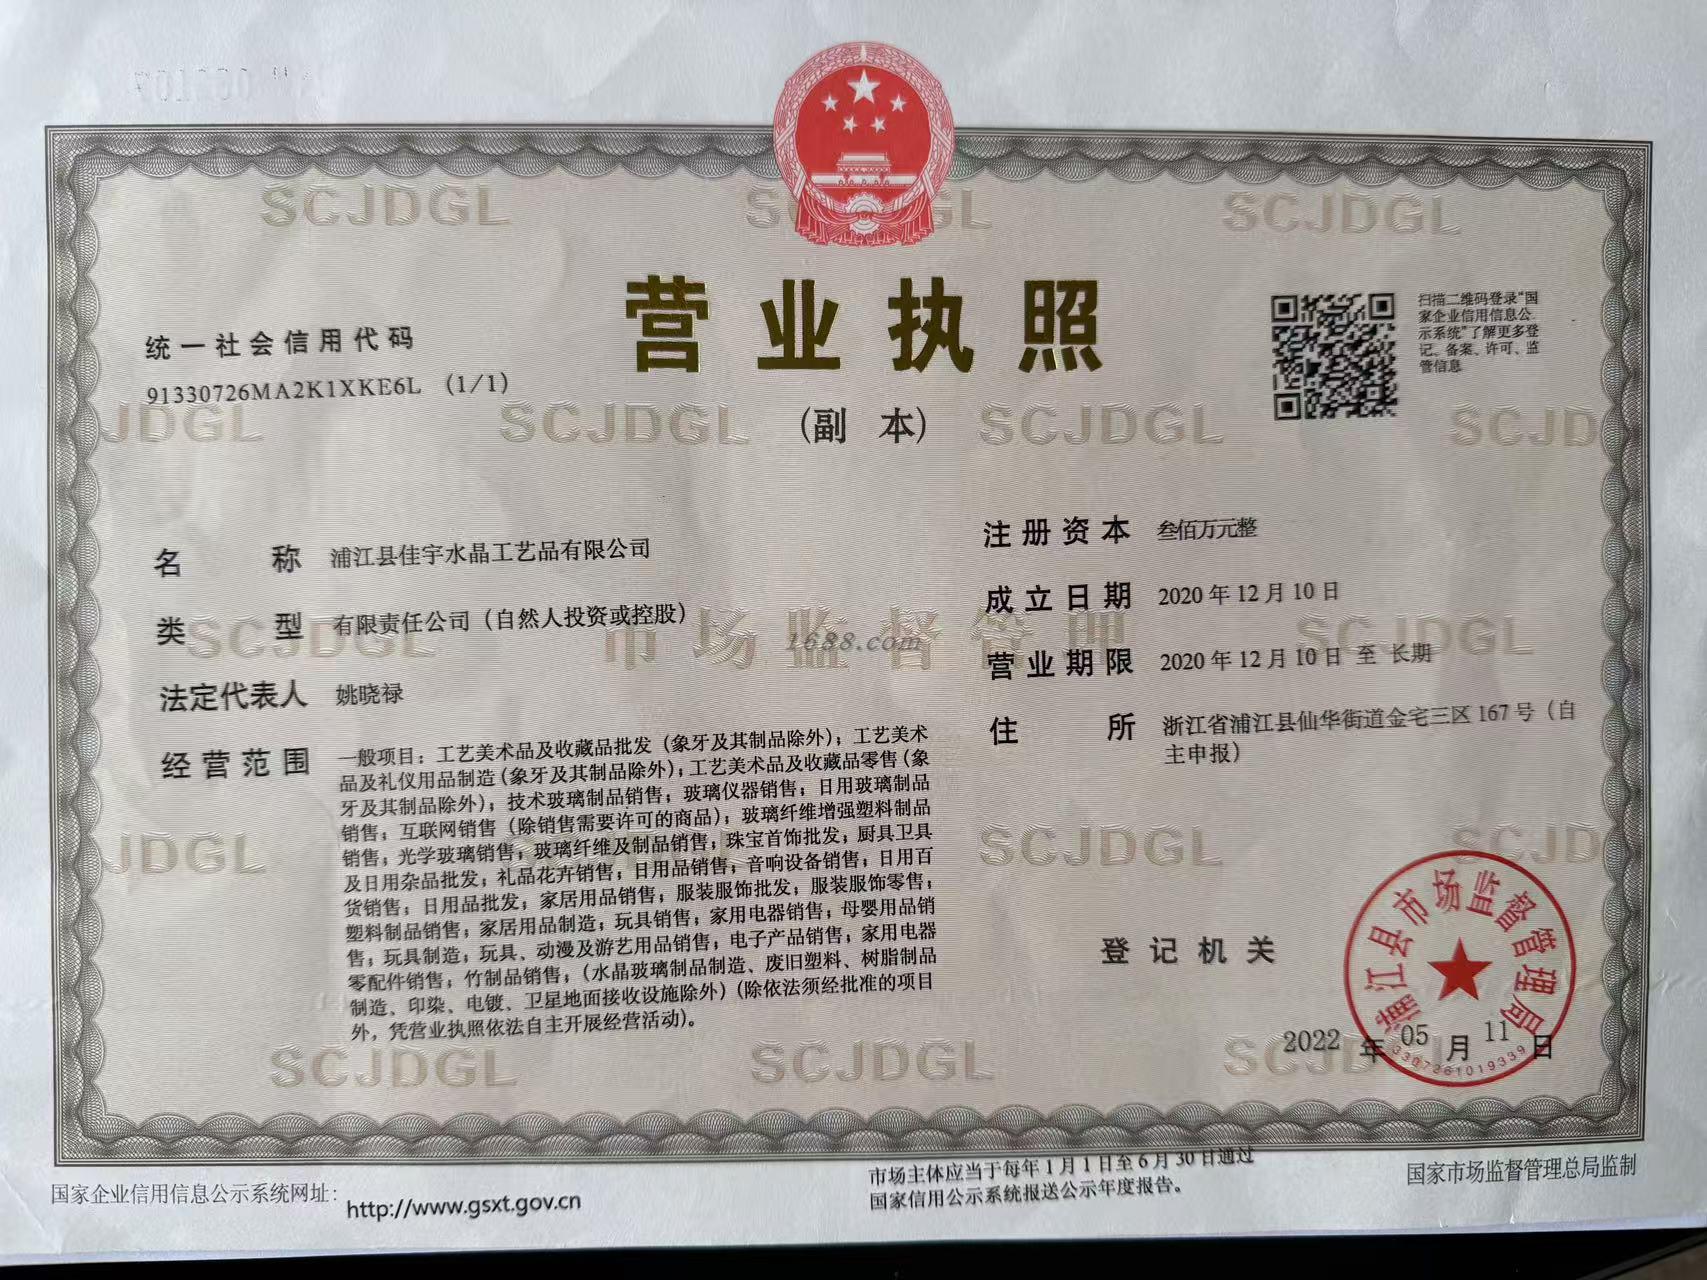 营业执照
(副 本)
统一社会信用代码
91330726MA2K1XKE6L (1/1)
扫描二维码登录"国
家企业信用信息公
示系统"了解更多登
记、备案、许可、监
管信息
名 称 浦江县佳宇水晶工艺品有限公司
类 型 有限责任公司(自然人投资或控股)
法定代表人 姚晓禄
经营范围 一般项目:工艺美术品及收藏品批发(象牙及其制品除外);工艺美术
品及礼仪用品制造(象牙及其制品除外);工艺美术品及收藏品零售(象
牙及其制品除外);技术玻璃制品销售;玻璃仪器销售;日用玻璃制品
销售;互联网销售(除销售需要许可的商品);玻璃纤维增强塑料制品
销售;光学玻璃销售;玻璃纤维及制品销售;珠宝首饰批发;厨具卫具
及日用杂品批发;礼品花卉销售;日用品销售;音响设备销售;日用百
货销售;日用品批发;家居用品销售;服装服饰批发;服装服饰零售;
塑料制品销售;家居用品制造;玩具销售;家用电器销售;母婴用品销
售;玩具制造;玩具、动漫及游艺用品销售;电子产品销售;家用电器
零配件销售;竹制品销售;(水晶玻璃制品制造、废旧塑料、树脂制品
制造、印染、电镀、卫星地面接收设施除外)(除依法须经批准的项目
外,凭营业执照依法自主开展经营活动)。
注册资本 叁佰万元整
成立日期 2020年12月10日
营业期限 2020年12月10日 至 长期
住 所 浙江省浦江县仙华街道金宅三区167号(自
主申报)
登记机关
浦江县市场监督管理局
3307261019339
2022 年 05 月 11 日
SCJDGL
市场监督管理
1688.com
国家企业信用信息公示系统网址:
http://www.gsxt.gov.cn
市场主体应当于每年1月1日至6月30日通过
国家信用公示系统报送公示年度报告。
国家市场监督管理总局监制